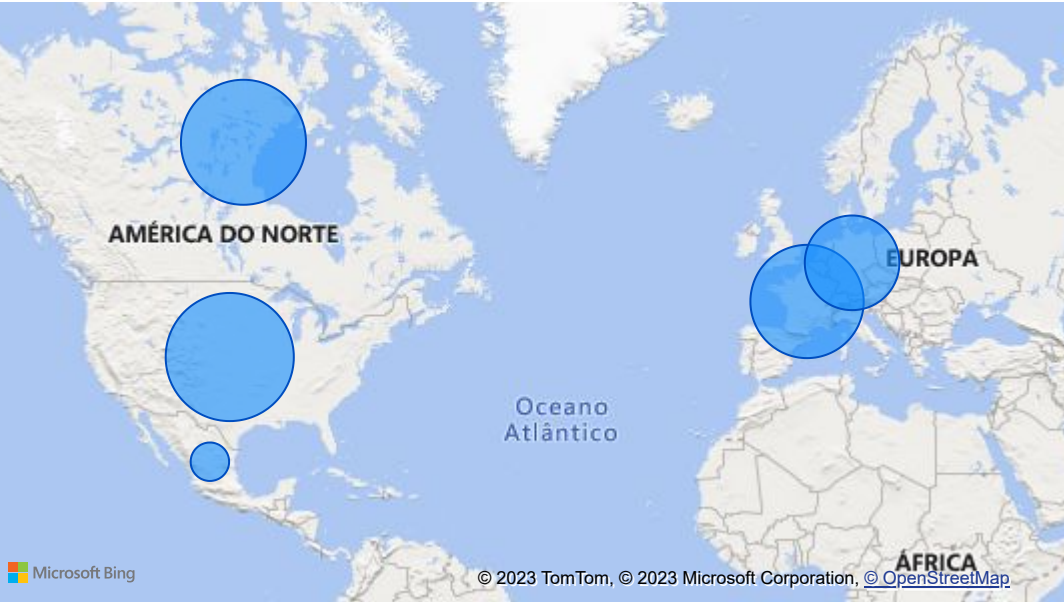 AMÉRICA DO NORTE
EUROPA
Oceano
Atlântico
ÁFRICA
Microsoft Bing
© 2023 TomTom, © 2023 Microsoft Corporation, © OpenStreetMap